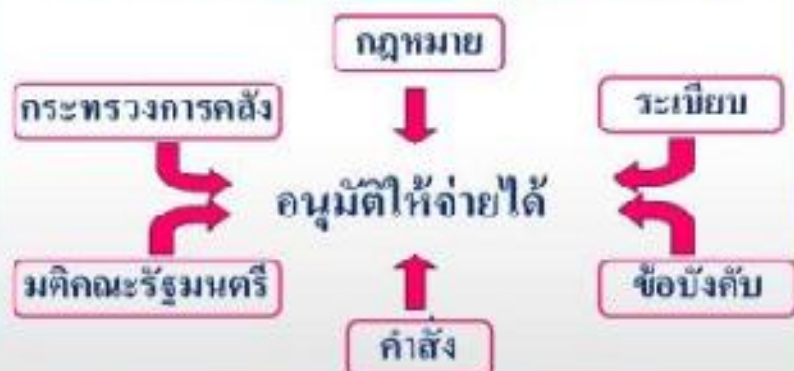 กฎหมาย
กระทรวงการคลัง
ระเบียบ
อนุมัติให้จ่ายได้
มติคณะรัฐมนตรี
ข้อบังคับ
คำสั่ง